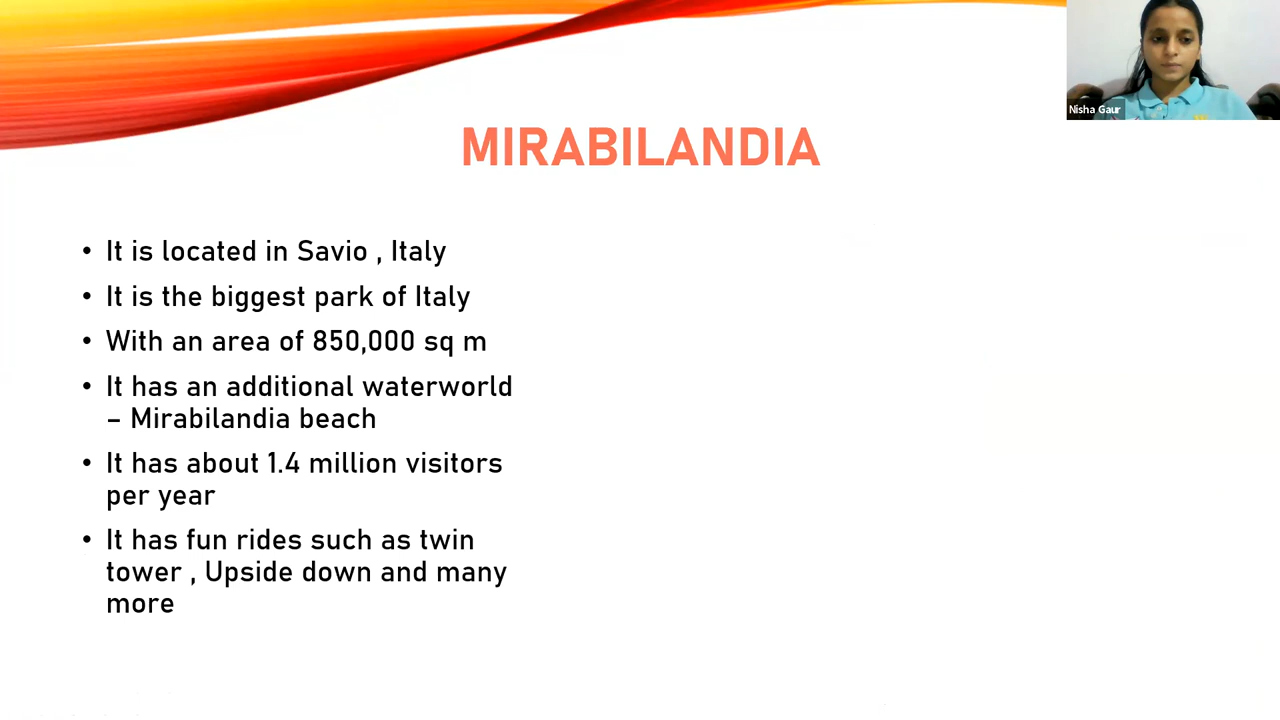 Nisha Gaur
MIRABILANDIA
• It is located in Savio , Italy
• It is the biggest park of Italy
• With an area of 850,000 sq m
• It has an additional waterworld
– Mirabilandia beach
• It has about 1.4 million visitors
per year
• It has fun rides such as twin
tower , Upside down and many
more